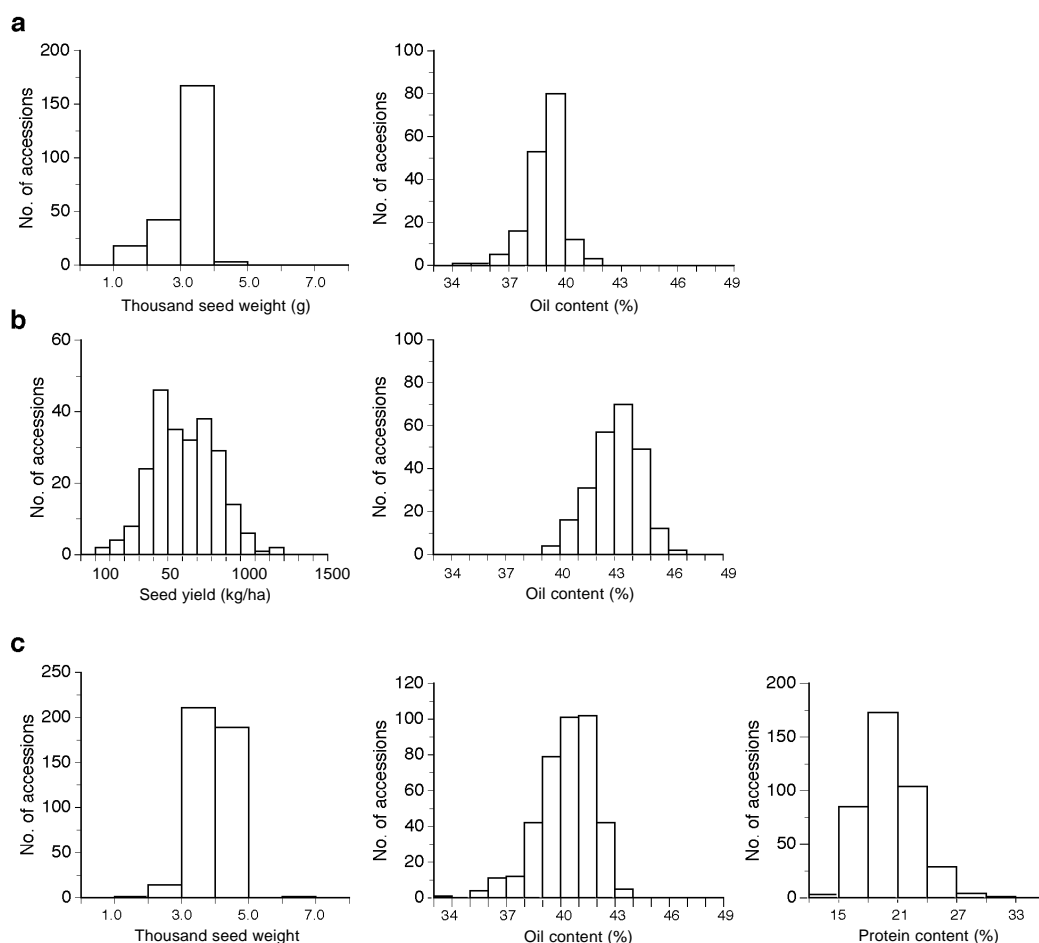 a
No. of accessions
200
150
100
50
0
1.0 3.0 5.0 7.0
Thousand seed weight (g)
No. of aceesions
100
80
60
40
20
0
34 37 40 43 46 49
Oil content (%)
b
No. of accessions
60
40
20
0
100 50 1000 1500
Seed yield (kg/ha)
No. of accessions
100
80
60
40
20
0
34 37 40 43 46 49
Oil content (%)
c
No. of accessions
250
200
150
100
50
0
1.0 3.0 5.0 7.0
Thousand seed weight
No. of accessions
120
100
80
60
40
20
0
34 37 40 43 46 49
Oil content (%)
No. of accessions
200
150
100
50
0
15 21 27 33
Protein content (%)